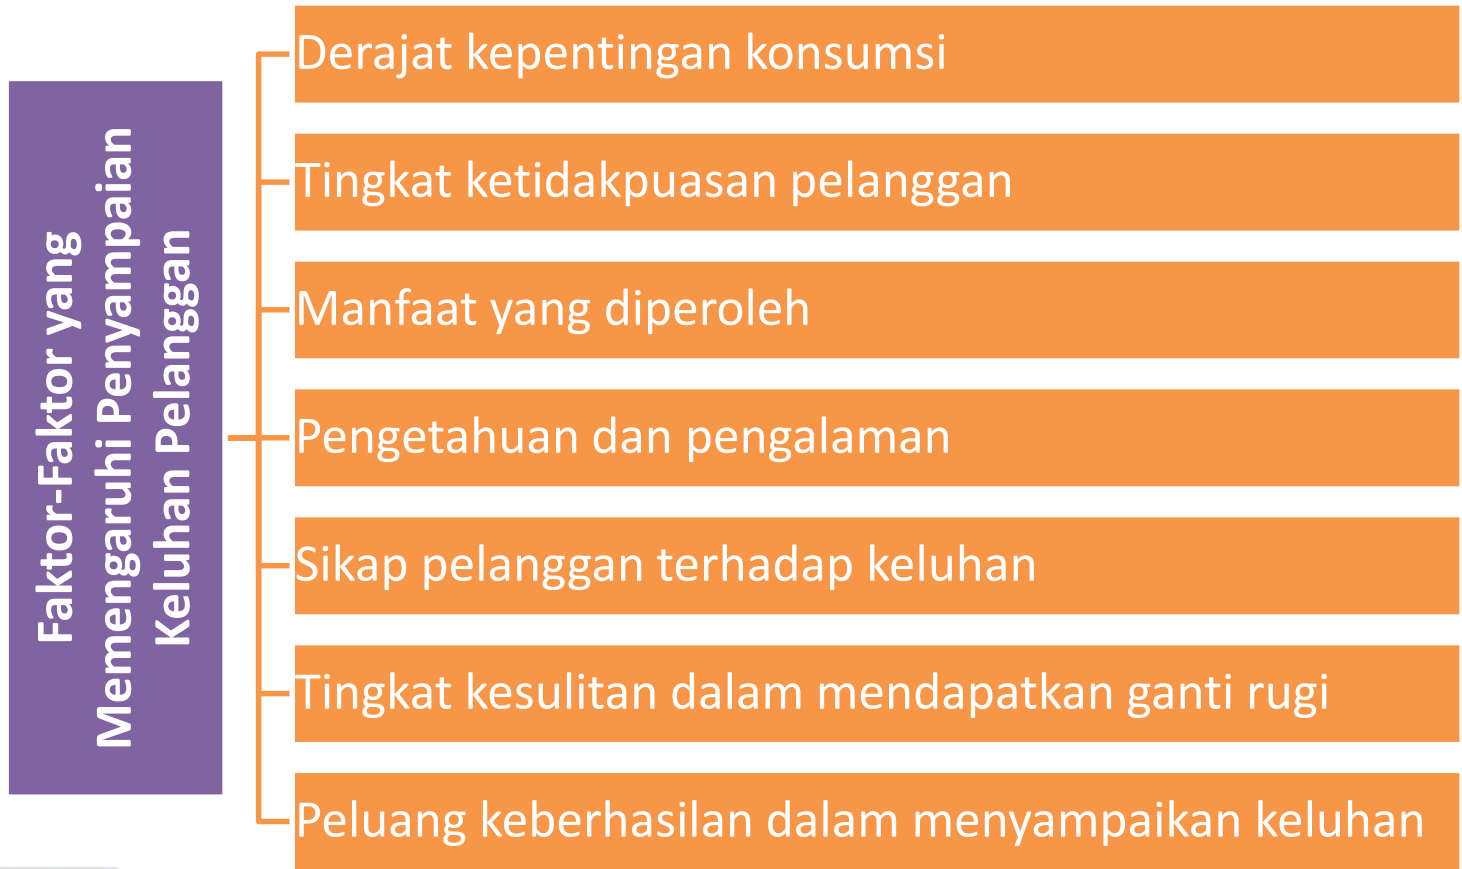 Faktor-Faktor yang
Memengaruhi Penyampaian
Keluhan Pelanggan
Derajat kepentingan konsumsi
Tingkat ketidakpuasan pelanggan
Manfaat yang diperoleh
Pengetahuan dan pengalaman
Sikap pelanggan terhadap keluhan
Tingkat kesulitan dalam mendapatkan ganti rugi
Peluang keberhasilan dalam menyampaikan keluhan